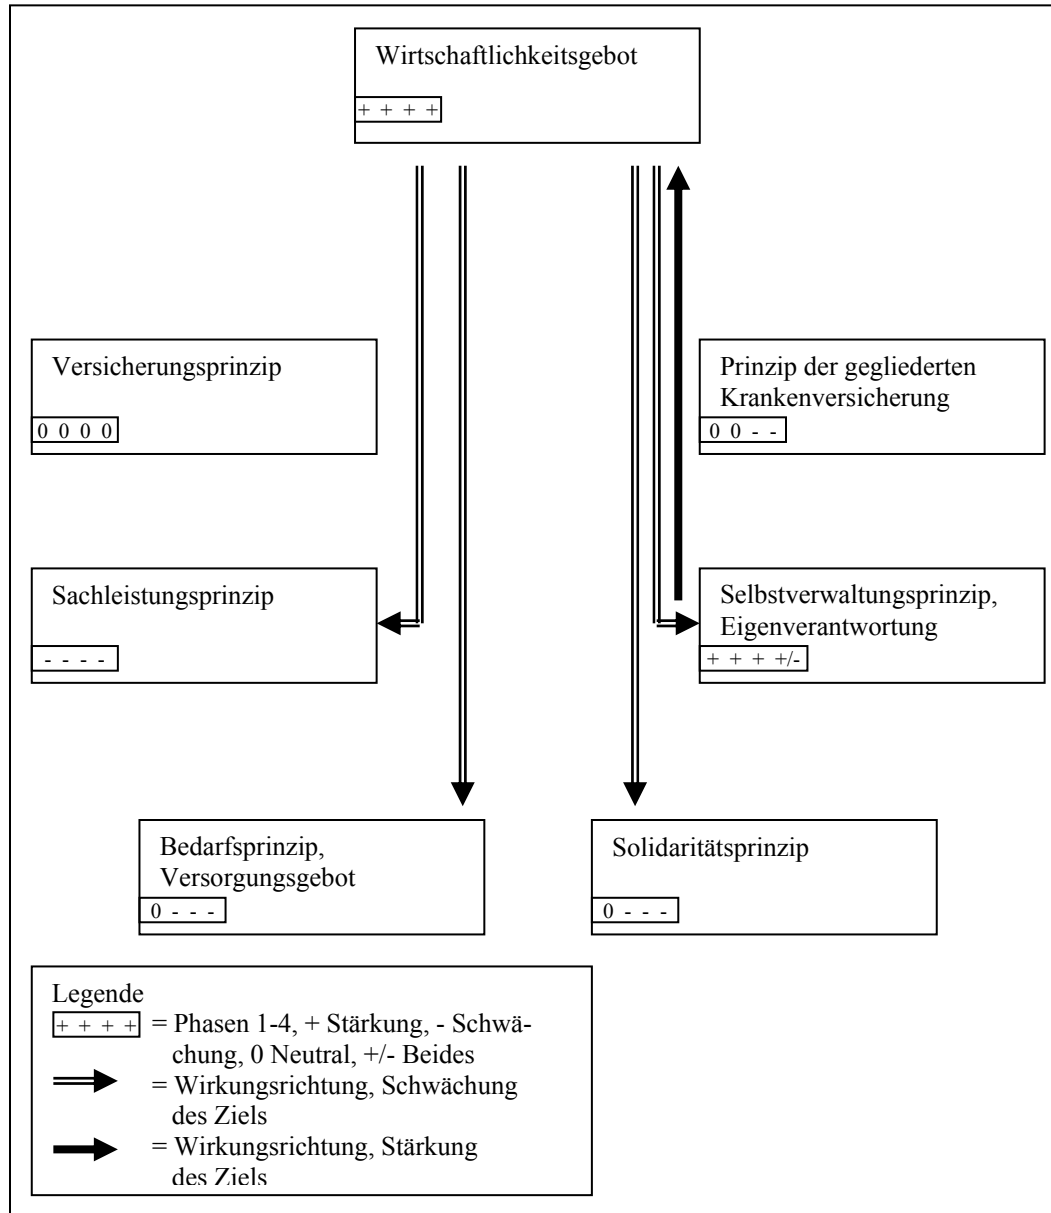 Wirtschaftlichkeitsgebot
+ + + +
Versicherungsprinzip
0 0 0 0
Prinzip der gegliederten
Krankenversicherung
0 0 - -
Sachleistungsprinzip
- - - -
Selbstverwaltungsprinzip,
Eigenverantwortung
+ + + +/-
Bedarfsprinzip,
Versorgungsgebot
0 - - -
Solidaritätsprinzip
0 - - -
Legende
+ + + + = Phasen 1-4, + Stärkung, - Schwä-
chung, 0 Neutral, +/- Beides
= Wirkungsrichtung, Schwächung
des Ziels
= Wirkungsrichtung, Stärkung
des Ziels